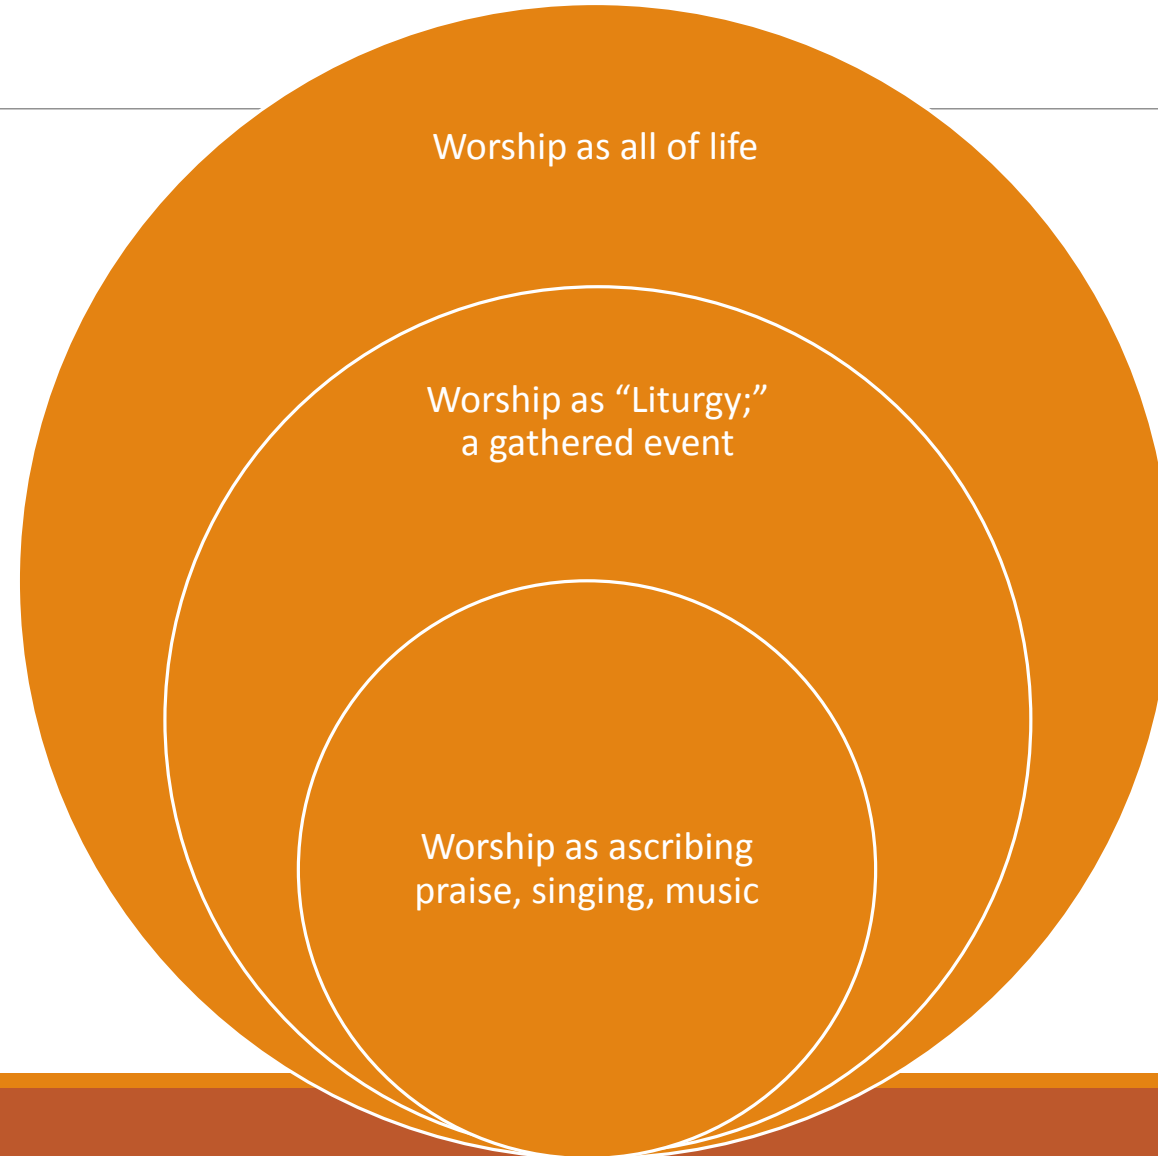 Worship as all of life
Worship as “Liturgy;”
a gathered event
Worship as ascribing
praise, singing, music